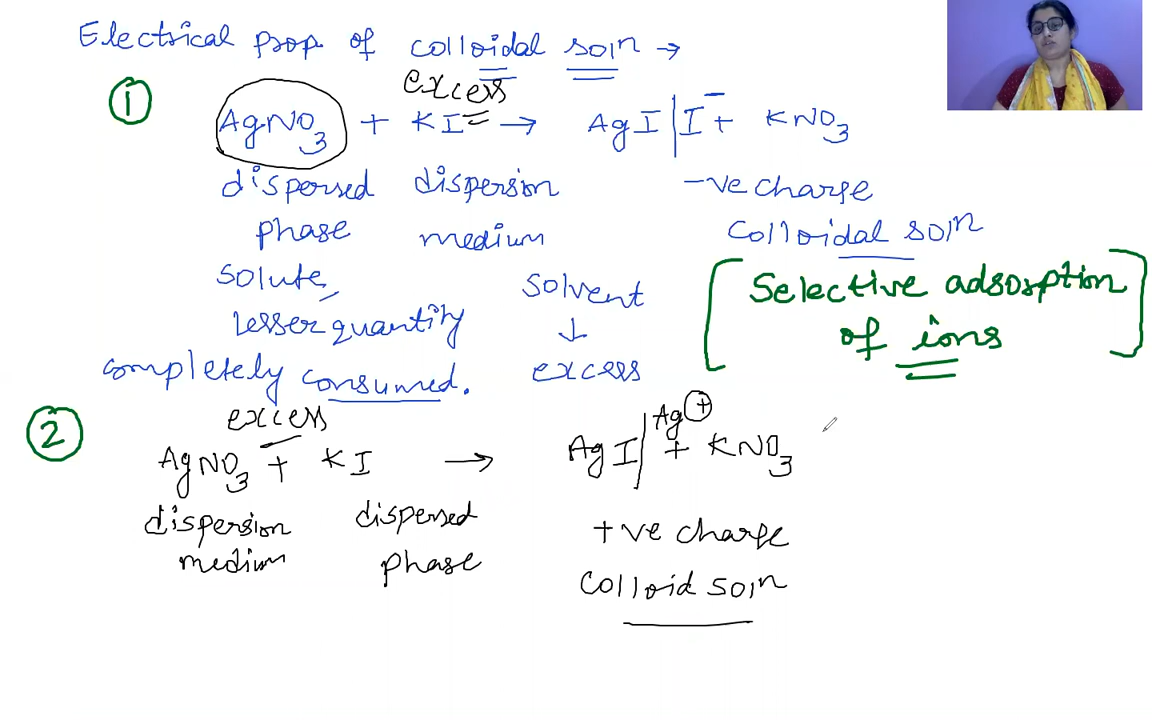 Electrical prop. of colloidal soln →
① excess
AgNO3 + KI → AgI | I⁻ + KNO3
dispersed dispersion -ve charge
phase medium colloidal soln
solute, solvent [Selective adsorption
lesser quantity ↓ of ions]
completely consumed. excess
② excess Ag⁺
AgNO3 + KI → AgI | + KNO3
dispersion dispersed +ve charge
medium phase colloid soln